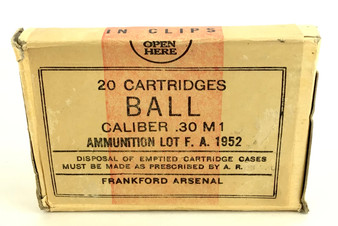 IN CLIPS
OPEN
HERE
20 CARTRIDGES
BALL
CALIBER .30 M1
AMMUNITION LOT F. A. 1952
DISPOSAL OF EMPTIED CARTRIDGE CASES
MUST BE MADE AS PRESCRIBED BY A. R.
FRANKFORD ARSENAL